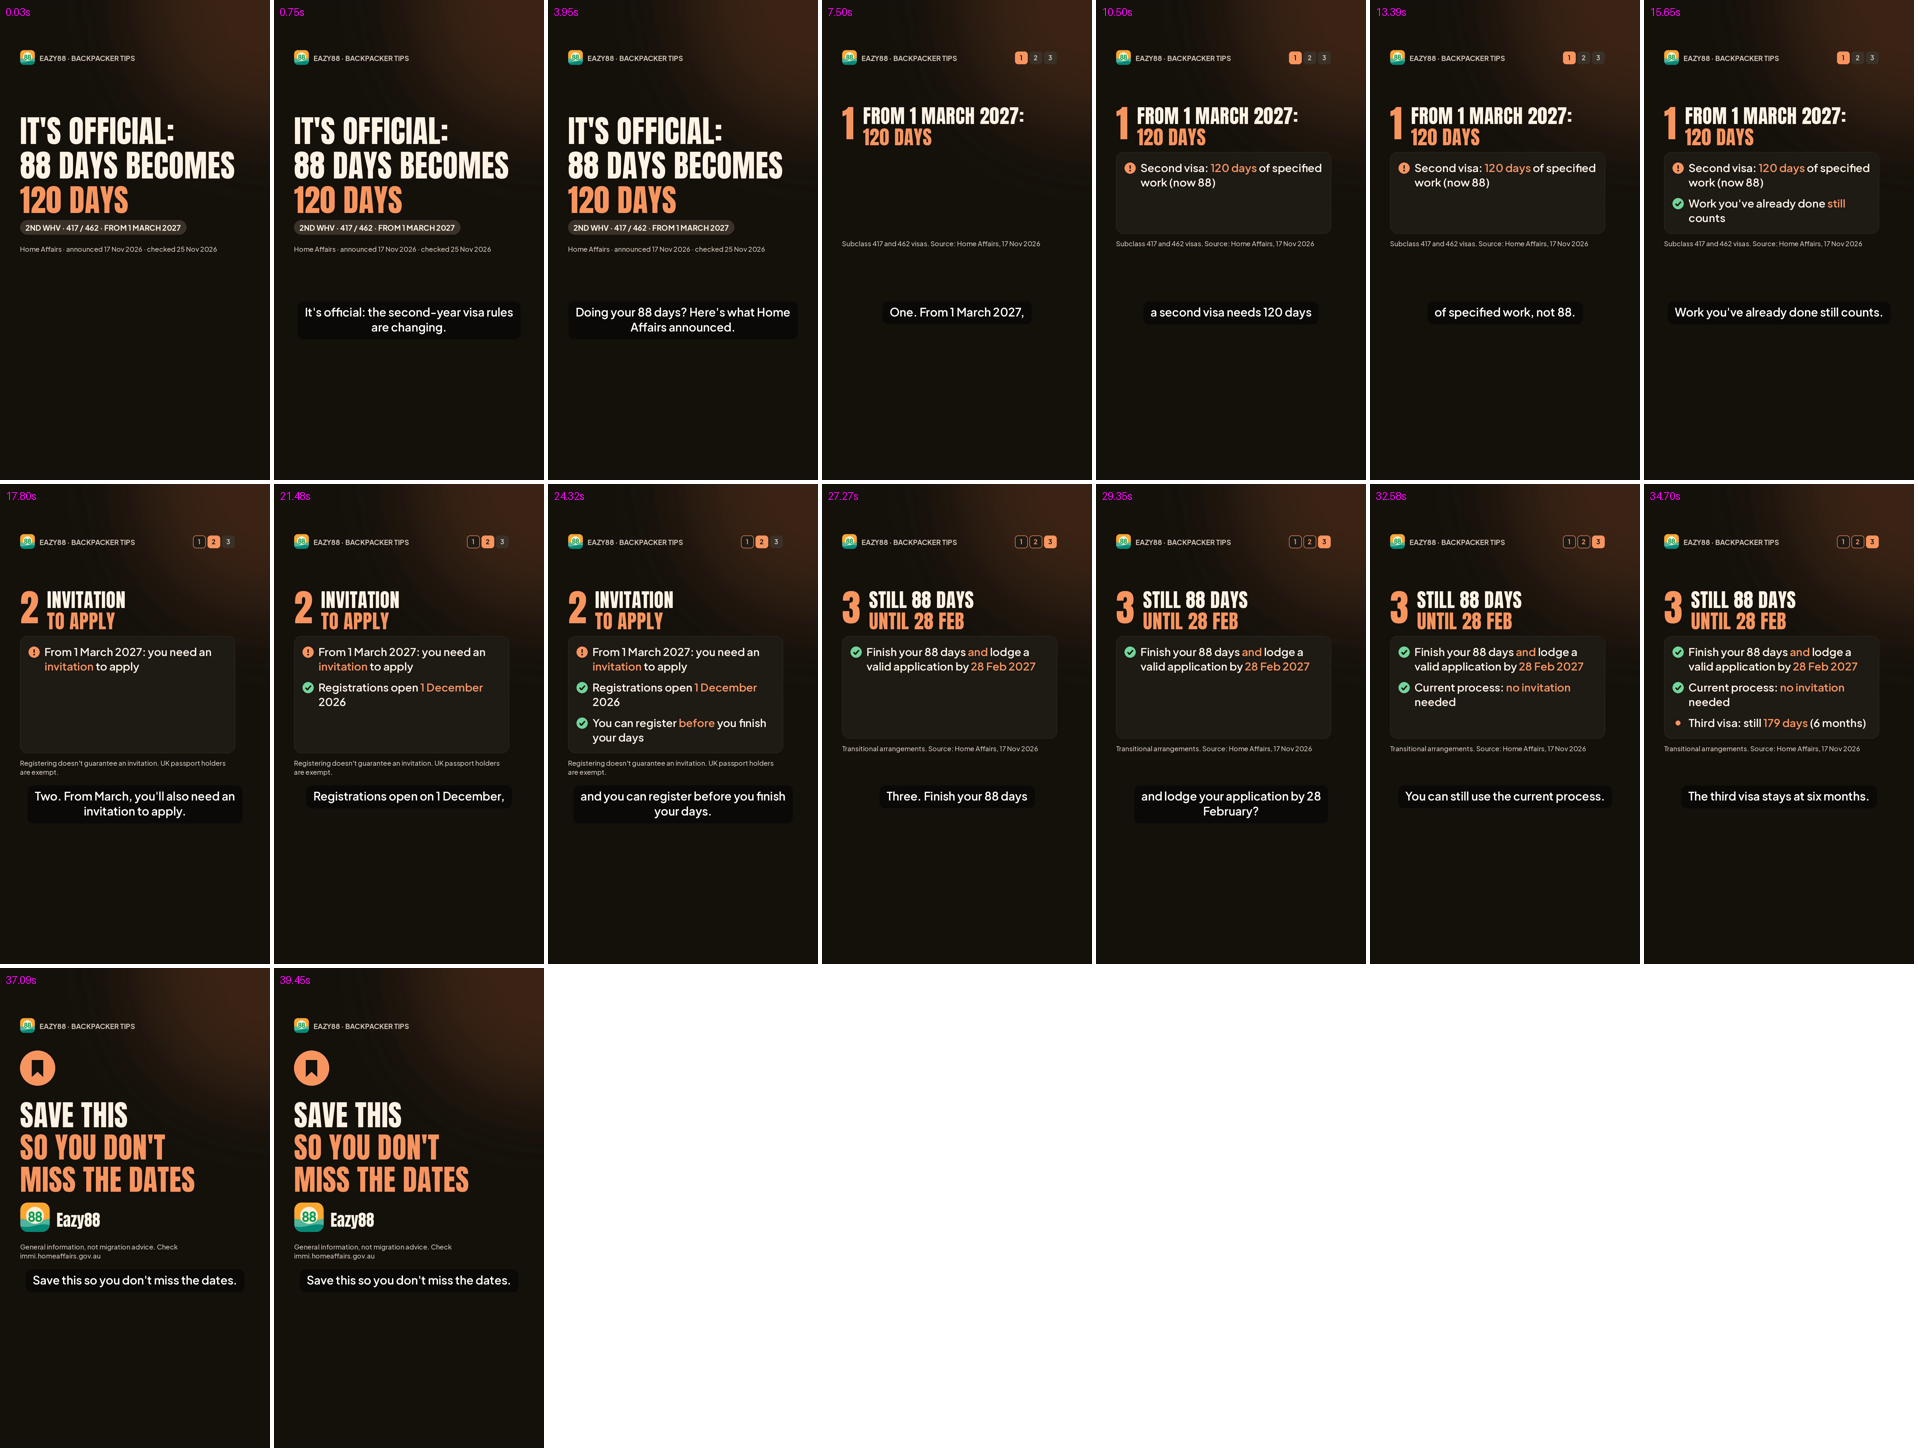 0.03s
88 EAZY88 · BACKPACKER TIPS
IT'S OFFICIAL:
88 DAYS BECOMES
120 DAYS
2ND WHV · 417 / 462 · FROM 1 MARCH 2027
Home Affairs · announced 17 Nov 2026 · checked 25 Nov 2026
0.75s
88 EAZY88 · BACKPACKER TIPS
IT'S OFFICIAL:
88 DAYS BECOMES
120 DAYS
2ND WHV · 417 / 462 · FROM 1 MARCH 2027
Home Affairs · announced 17 Nov 2026 · checked 25 Nov 2026
It's official: the second-year visa rules
are changing.
3.95s
88 EAZY88 · BACKPACKER TIPS
IT'S OFFICIAL:
88 DAYS BECOMES
120 DAYS
2ND WHV · 417 / 462 · FROM 1 MARCH 2027
Home Affairs · announced 17 Nov 2026 · checked 25 Nov 2026
Doing your 88 days? Here's what Home
Affairs announced.
7.50s
88 EAZY88 · BACKPACKER TIPS
1 2 3
1 FROM 1 MARCH 2027:
120 DAYS
Subclass 417 and 462 visas. Source: Home Affairs, 17 Nov 2026
One. From 1 March 2027,
10.50s
88 EAZY88 · BACKPACKER TIPS
1 2 3
1 FROM 1 MARCH 2027:
120 DAYS
Second visa: 120 days of specified
work (now 88)
Subclass 417 and 462 visas. Source: Home Affairs, 17 Nov 2026
a second visa needs 120 days
13.39s
88 EAZY88 · BACKPACKER TIPS
1 2 3
1 FROM 1 MARCH 2027:
120 DAYS
Second visa: 120 days of specified
work (now 88)
Subclass 417 and 462 visas. Source: Home Affairs, 17 Nov 2026
of specified work, not 88.
15.65s
88 EAZY88 · BACKPACKER TIPS
1 2 3
1 FROM 1 MARCH 2027:
120 DAYS
Second visa: 120 days of specified
work (now 88)
Work you've already done still
counts
Subclass 417 and 462 visas. Source: Home Affairs, 17 Nov 2026
Work you've already done still counts.
17.80s
88 EAZY88 · BACKPACKER TIPS
1 2 3
2 INVITATION
TO APPLY
From 1 March 2027: you need an
invitation to apply
Registering doesn't guarantee an invitation. UK passport holders
are exempt.
Two. From March, you'll also need an
invitation to apply.
21.48s
88 EAZY88 · BACKPACKER TIPS
1 2 3
2 INVITATION
TO APPLY
From 1 March 2027: you need an
invitation to apply
Registrations open 1 December
2026
Registering doesn't guarantee an invitation. UK passport holders
are exempt.
Registrations open on 1 December,
24.32s
88 EAZY88 · BACKPACKER TIPS
1 2 3
2 INVITATION
TO APPLY
From 1 March 2027: you need an
invitation to apply
Registrations open 1 December
2026
You can register before you finish
your days
Registering doesn't guarantee an invitation. UK passport holders
are exempt.
and you can register before you finish
your days.
27.27s
88 EAZY88 · BACKPACKER TIPS
1 2 3
3 STILL 88 DAYS
UNTIL 28 FEB
Finish your 88 days and lodge a
valid application by 28 Feb 2027
Transitional arrangements. Source: Home Affairs, 17 Nov 2026
Three. Finish your 88 days
29.35s
88 EAZY88 · BACKPACKER TIPS
1 2 3
3 STILL 88 DAYS
UNTIL 28 FEB
Finish your 88 days and lodge a
valid application by 28 Feb 2027
Transitional arrangements. Source: Home Affairs, 17 Nov 2026
and lodge your application by 28
February?
32.58s
88 EAZY88 · BACKPACKER TIPS
1 2 3
3 STILL 88 DAYS
UNTIL 28 FEB
Finish your 88 days and lodge a
valid application by 28 Feb 2027
Current process: no invitation
needed
Transitional arrangements. Source: Home Affairs, 17 Nov 2026
You can still use the current process.
34.70s
88 EAZY88 · BACKPACKER TIPS
1 2 3
3 STILL 88 DAYS
UNTIL 28 FEB
Finish your 88 days and lodge a
valid application by 28 Feb 2027
Current process: no invitation
needed
Third visa: still 179 days (6 months)
Transitional arrangements. Source: Home Affairs, 17 Nov 2026
The third visa stays at six months.
37.09s
88 EAZY88 · BACKPACKER TIPS
SAVE THIS
SO YOU DON'T
MISS THE DATES
88 Eazy88
General information, not migration advice. Check
immi.homeaffairs.gov.au
Save this so you don't miss the dates.
39.45s
88 EAZY88 · BACKPACKER TIPS
SAVE THIS
SO YOU DON'T
MISS THE DATES
88 Eazy88
General information, not migration advice. Check
immi.homeaffairs.gov.au
Save this so you don't miss the dates.